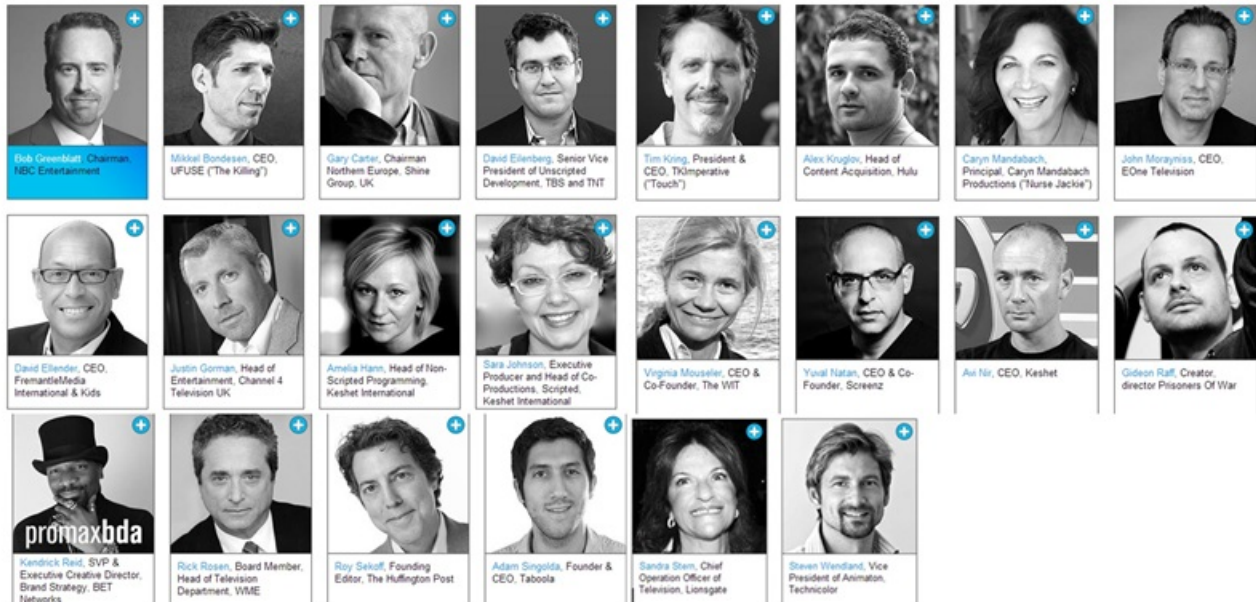 Bob Greenblatt, Chairman,
NBC Entertainment
Mikkel Bondesen, CEO,
UFUSE ("The Killing")
Gary Carter, Chairman
Northern Europe, Shine
Group, UK
David Eilenberg, Senior Vice
President of Unscripted
Development, TBS and TNT
Tim Kring, President &
CEO, TKImperative
("Touch")
Alex Kruglov, Head of
Content Acquisition, Hulu
Caryn Mandabach,
Principal, Caryn Mandabach
Productions ("Nurse Jackie")
John Morayniss, CEO,
EOne Television
David Ellender, CEO,
FremantleMedia
International & Kids
Justin Gorman, Head of
Entertainment, Channel 4
Television UK
Amelia Hann, Head of Non-
Scripted Programming,
Keshet International
Sara Johnson, Executive
Producer and Head of Co-
Productions, Scripted,
Keshet International
Virginia Mouseler, CEO &
Co-Founder, The WIT
Yuval Natan, CEO & Co-
Founder, Screenz
Avi Nir, CEO, Keshet
Gideon Raff, Creator,
director Prisoners Of War
promaxbda
Kendrick Reid, SVP &
Executive Creative Director,
Brand Strategy, BET
Networks
Rick Rosen, Board Member,
Head of Television
Department, WME
Roy Sekoff, Founding
Editor, The Huffington Post
Adam Singolda, Founder &
CEO, Taboola
Sandra Stern, Chief
Operation Officer of
Television, Lionsgate
Steven Wendland, Vice
President of Animaton,
Technicolor